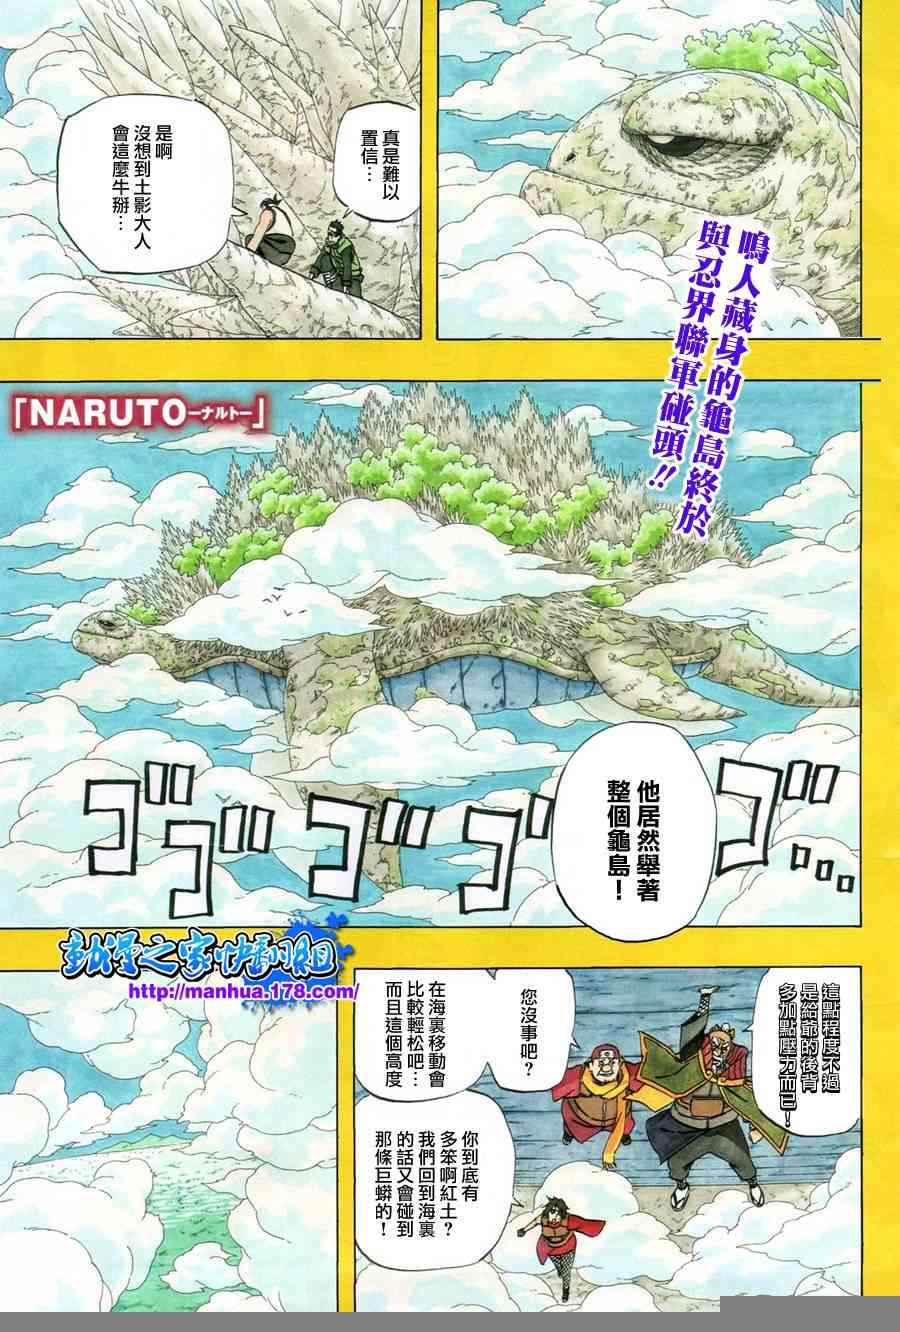 鳴人藏身的龜島終於
與忍界聯軍碰頭!!
真是難以
置信…
是啊
沒想到土影大人
會這麼牛掰…
「NARUTO—ナルト—」
他居然舉著
整個龜島！
ゴゴゴゴゴ…
動漫之家快翻組
http://manhua.178.com/
這點程度不過
是給爺的後背
多加點壓力而已！
您沒事吧？
在海裏移動會
比較輕松吧…
而且這個高度
你到底有
多笨啊紅土？
我們回到海裏
的話又會碰到
那條巨蟒的！